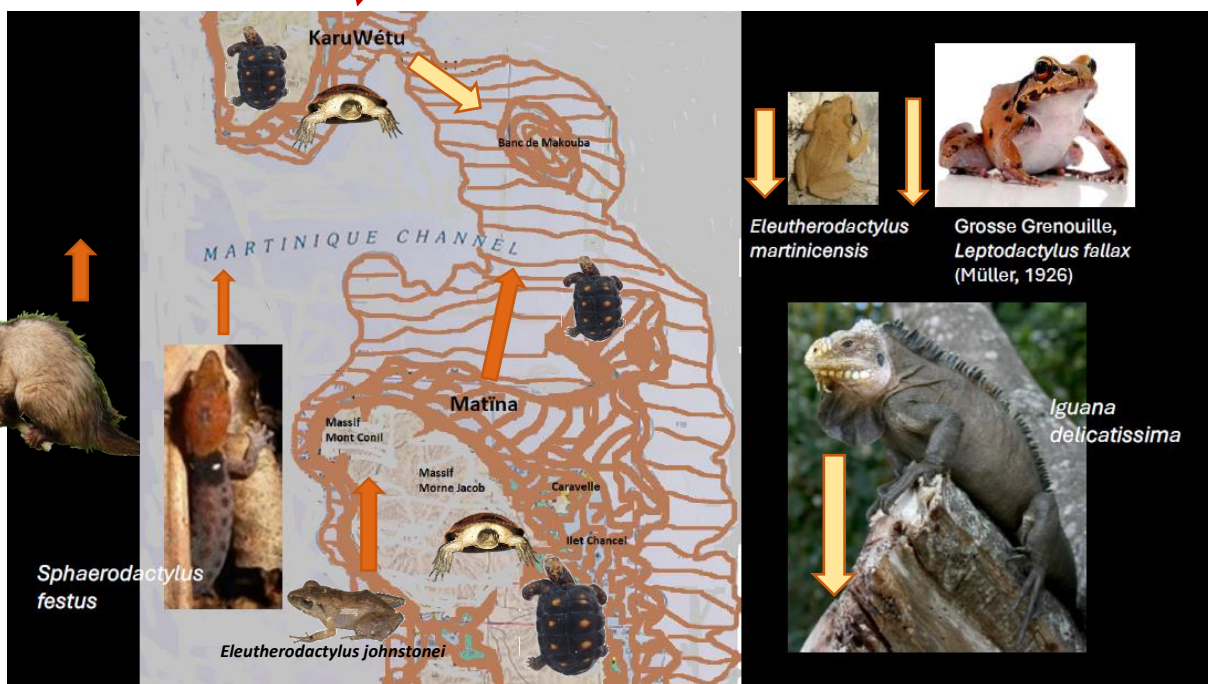 KaruWétu
Banc de Makouba
MARTINIQUE CHANNEL
Matïna
Massif
Mont Conil
Massif
Morne Jacob
Caravelle
Ilet Chancel
Sphaerodactylus
festus
Eleutherodactylus johnstonei
Eleutherodactylus
martinicensis
Grosse Grenouille,
Leptodactylus fallax
(Müller, 1926)
Iguana
delicatissima